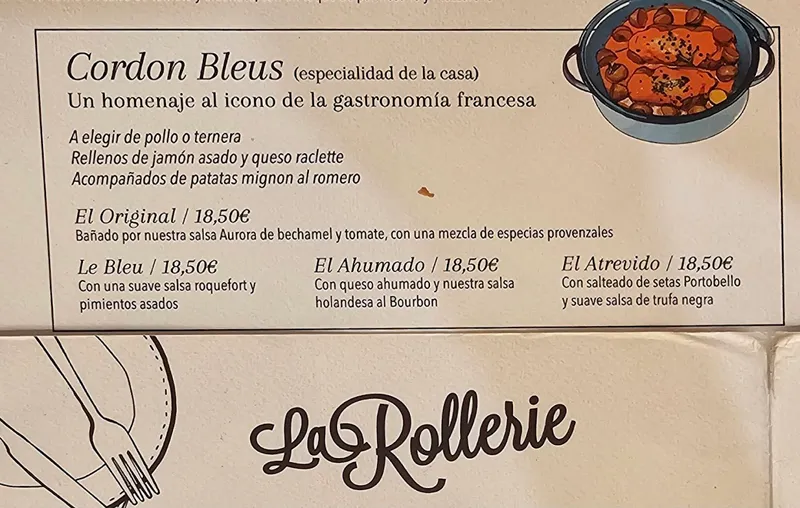 Cordon Bleus (especialidad de la casa)
Un homenaje al icono de la gastronomía francesa
A elegir de pollo o ternera
Rellenos de jamón asado y queso raclette
Acompañados de patatas mignon al romero
El Original / 18,50€
Bañado por nuestra salsa Aurora de bechamel y tomate, con una mezcla de especias provenzales
Le Bleu / 18,50€
Con una suave salsa roquefort y
pimientos asados
El Ahumado / 18,50€
Con queso ahumado y nuestra salsa
holandesa al Bourbon
El Atrevido / 18,50€
Con salteado de setas Portobello
y suave salsa de trufa negra
La Rollerie